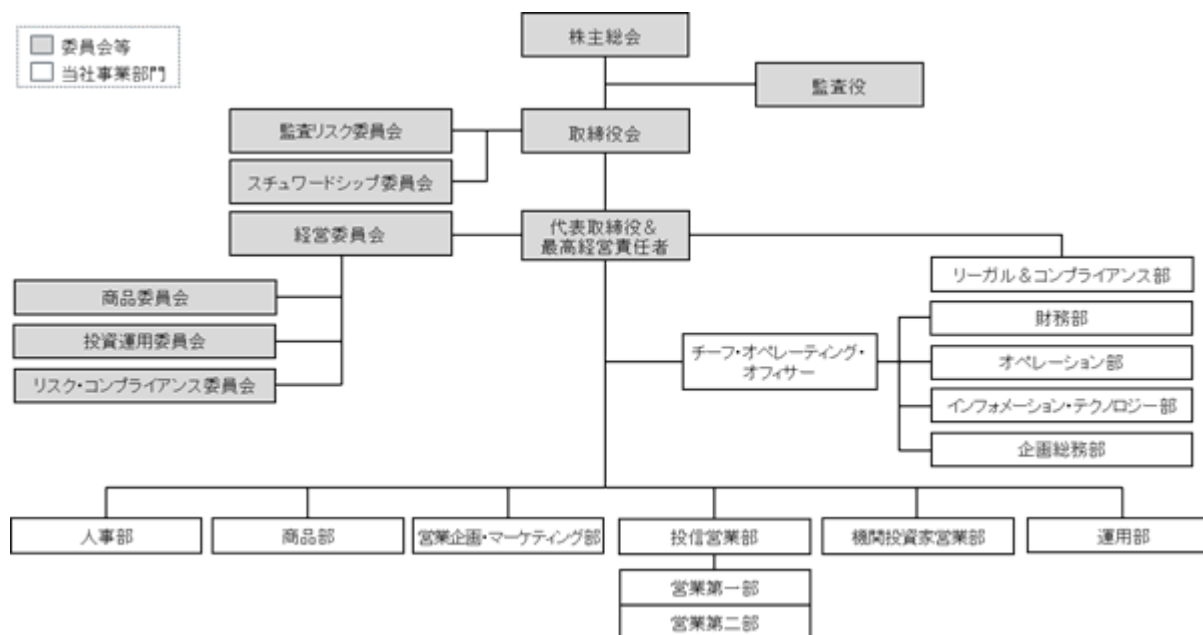 委員会等
当社事業部門
株主総会
監査役
監査リスク委員会
取締役会
スチュワードシップ委員会
経営委員会
代表取締役&
最高経営責任者
リーガル&コンプライアンス部
商品委員会
財務部
投資運用委員会
チーフ・オペレーティング・
オフィサー
オペレーション部
リスク・コンプライアンス委員会
インフォメーション・テクノロジー部
企画総務部
人事部
商品部
営業企画・マーケティング部
投信営業部
機関投資家営業部
運用部
営業第一部
営業第二部